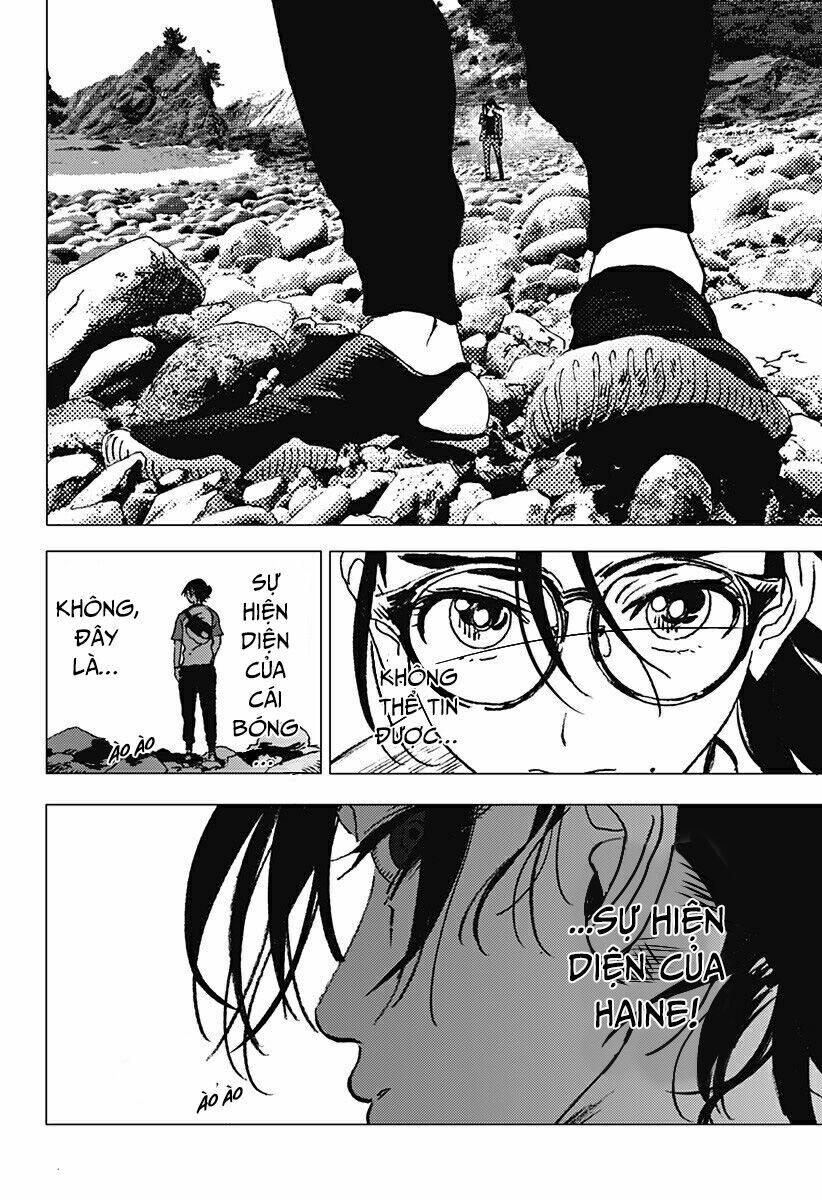 KHÔNG
THỂ TIN
ĐƯỢC...
SỰ
HIỆN
DIỆN
CỦA
CÁI
BÓNG
...
KHÔNG,
ĐÂY
LÀ...
ÀO ÀO
...SỰ HIỆN
DIỆN CỦA
HAINE!
ÀO ÀO